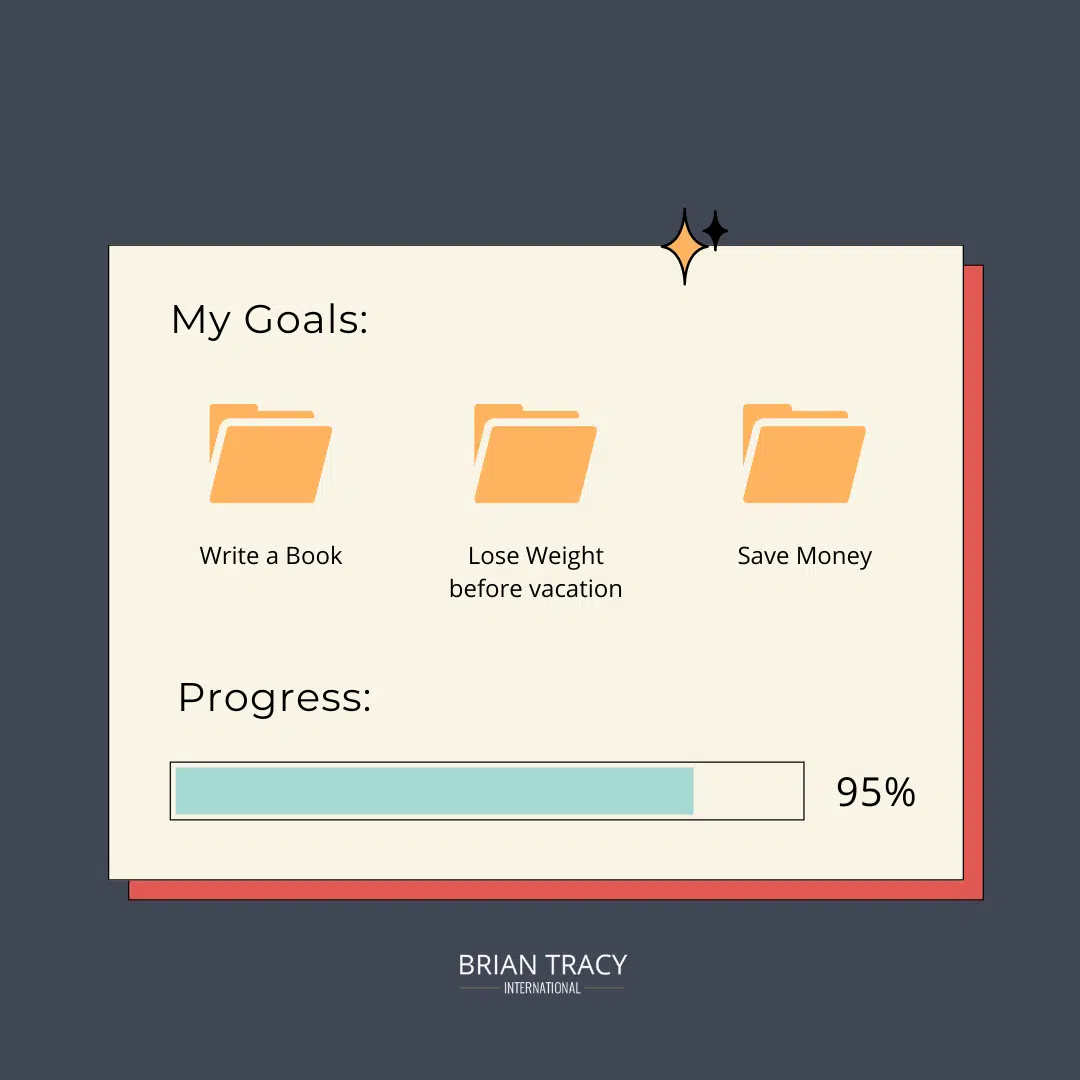 My Goals:
Write a Book
Lose Weight
before vacation
Save Money
Progress:
95%
BRIAN TRACY
INTERNATIONAL